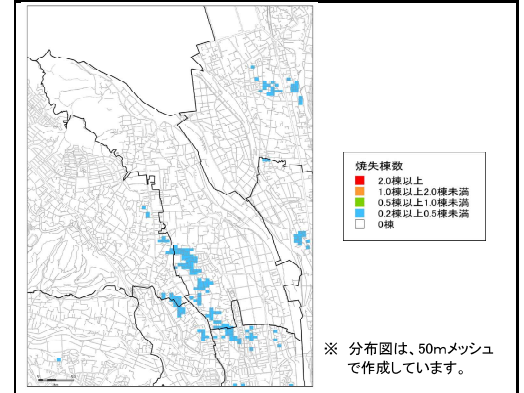 焼失棟数
2.0棟以上
1.0棟以上2.0棟未満
0.5棟以上1.0棟未満
0.2棟以上0.5棟未満
0棟
※ 分布図は、50mメッシュ
で作成しています。